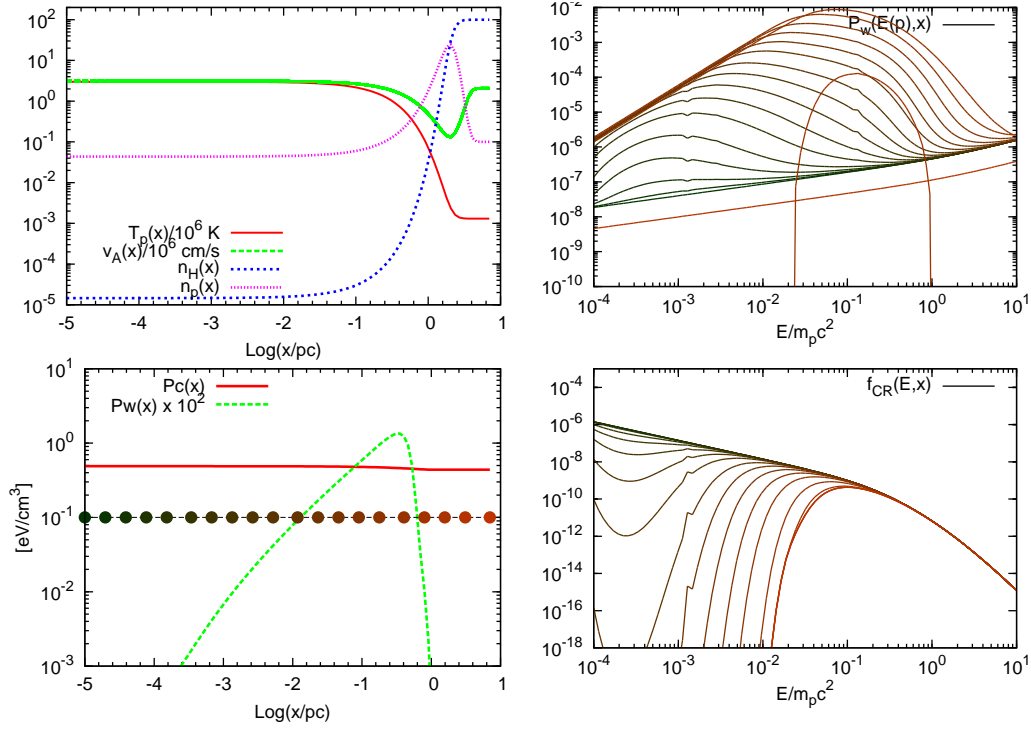 10^2
10^1
10^0
10^-1
10^-2
10^-3
10^-4
10^-5
T_p(x)/10^6 K
v_A(x)/10^6 cm/s
n_H(x)
n_p(x)
-5 -4 -3 -2 -1 0 1
Log(x/pc)
10^-2
10^-3
10^-4
10^-5
10^-6
10^-7
10^-8
10^-9
10^-10
P_w(E(p),x)
10^-4 10^-3 10^-2 10^-1 10^0 10^1
E/m_pc^2
[eV/cm^3]
10^1
10^0
10^-1
10^-2
10^-3
Pc(x)
Pw(x) x 10^2
-5 -4 -3 -2 -1 0 1
Log(x/pc)
10^-4
10^-6
10^-8
10^-10
10^-12
10^-14
10^-16
10^-18
f_CR(E,x)
10^-4 10^-3 10^-2 10^-1 10^0 10^1
E/m_pc^2